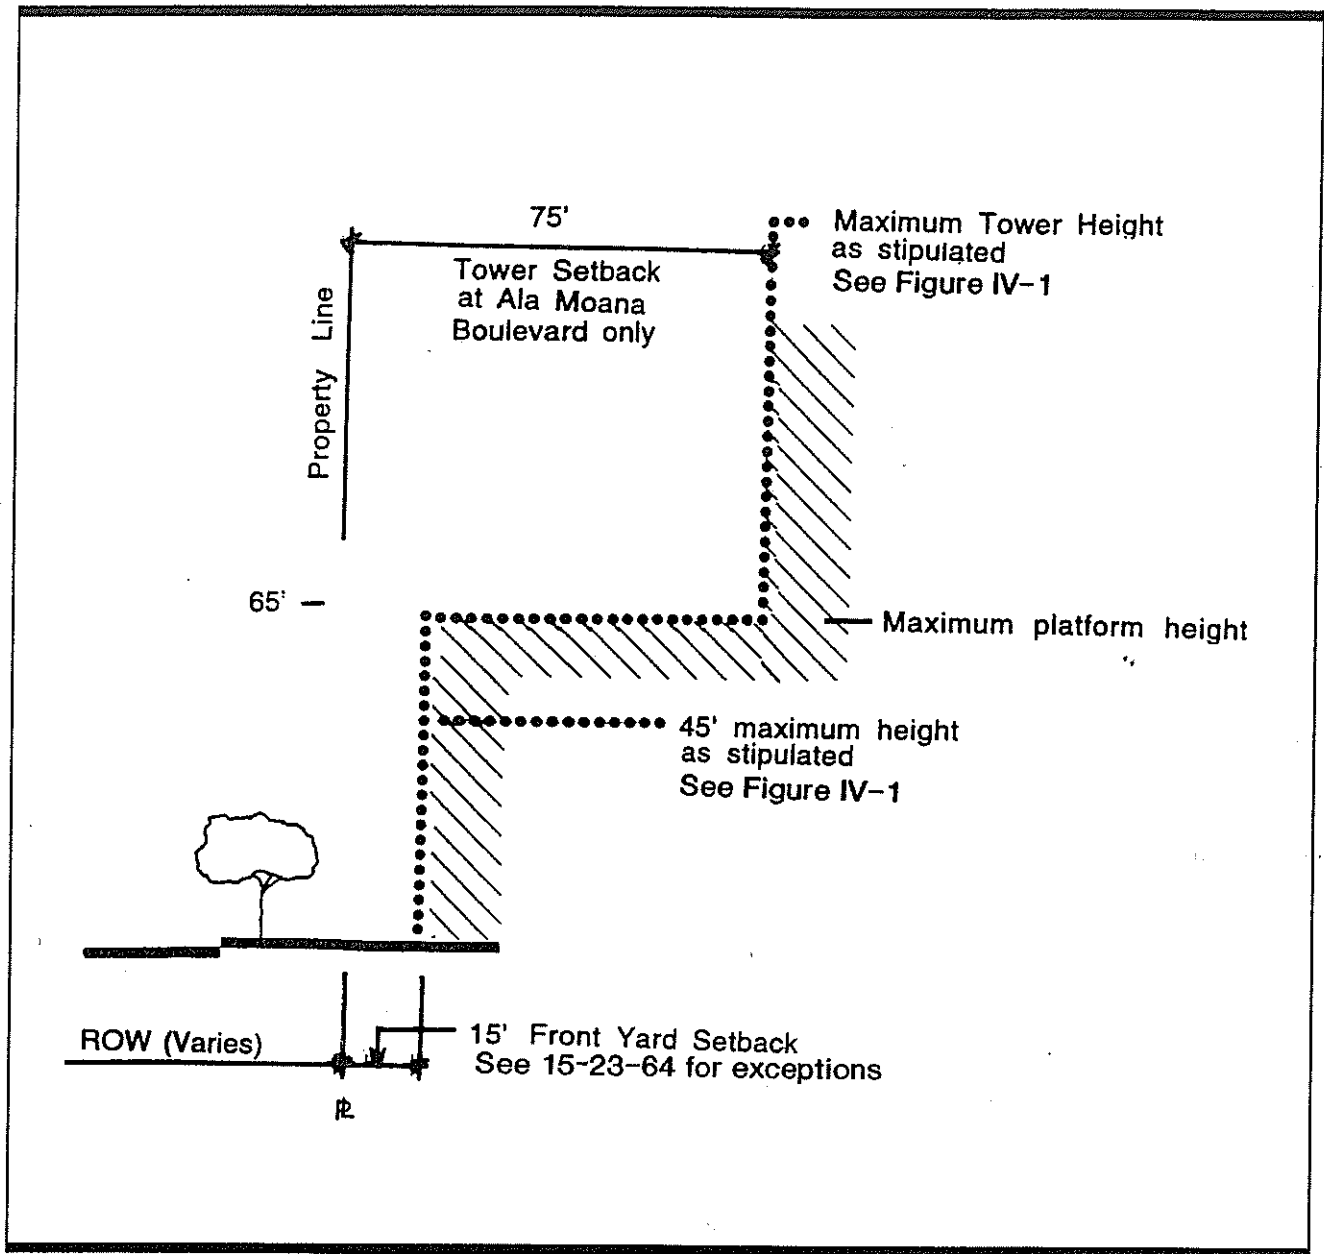 75'
Tower Setback
at Ala Moana
Boulevard only
Maximum Tower Height
as stipulated
See Figure IV-1
Property Line
65'
Maximum platform height
45' maximum height
as stipulated
See Figure IV-1
ROW (Varies)
15' Front Yard Setback
See 15-23-64 for exceptions
PL